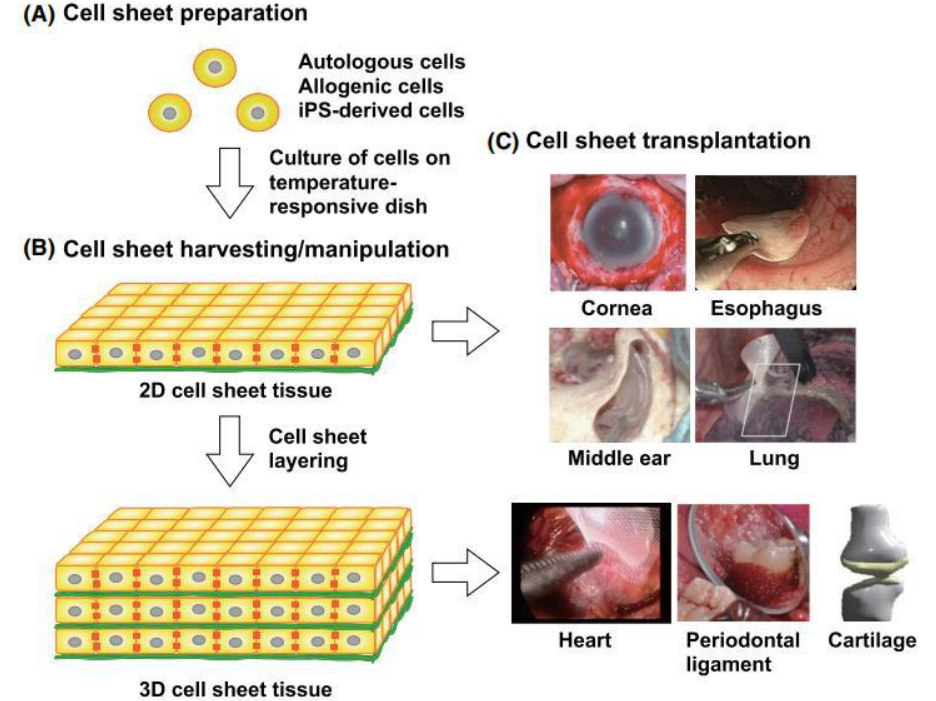 (A) Cell sheet preparation
Autologous cells
Allogenic cells
iPS-derived cells
Culture of cells on
temperature-
responsive dish
(B) Cell sheet harvesting/manipulation
2D cell sheet tissue
Cell sheet
layering
3D cell sheet tissue
(C) Cell sheet transplantation
Cornea
Esophagus
Middle ear
Lung
Heart
Periodontal
ligament
Cartilage